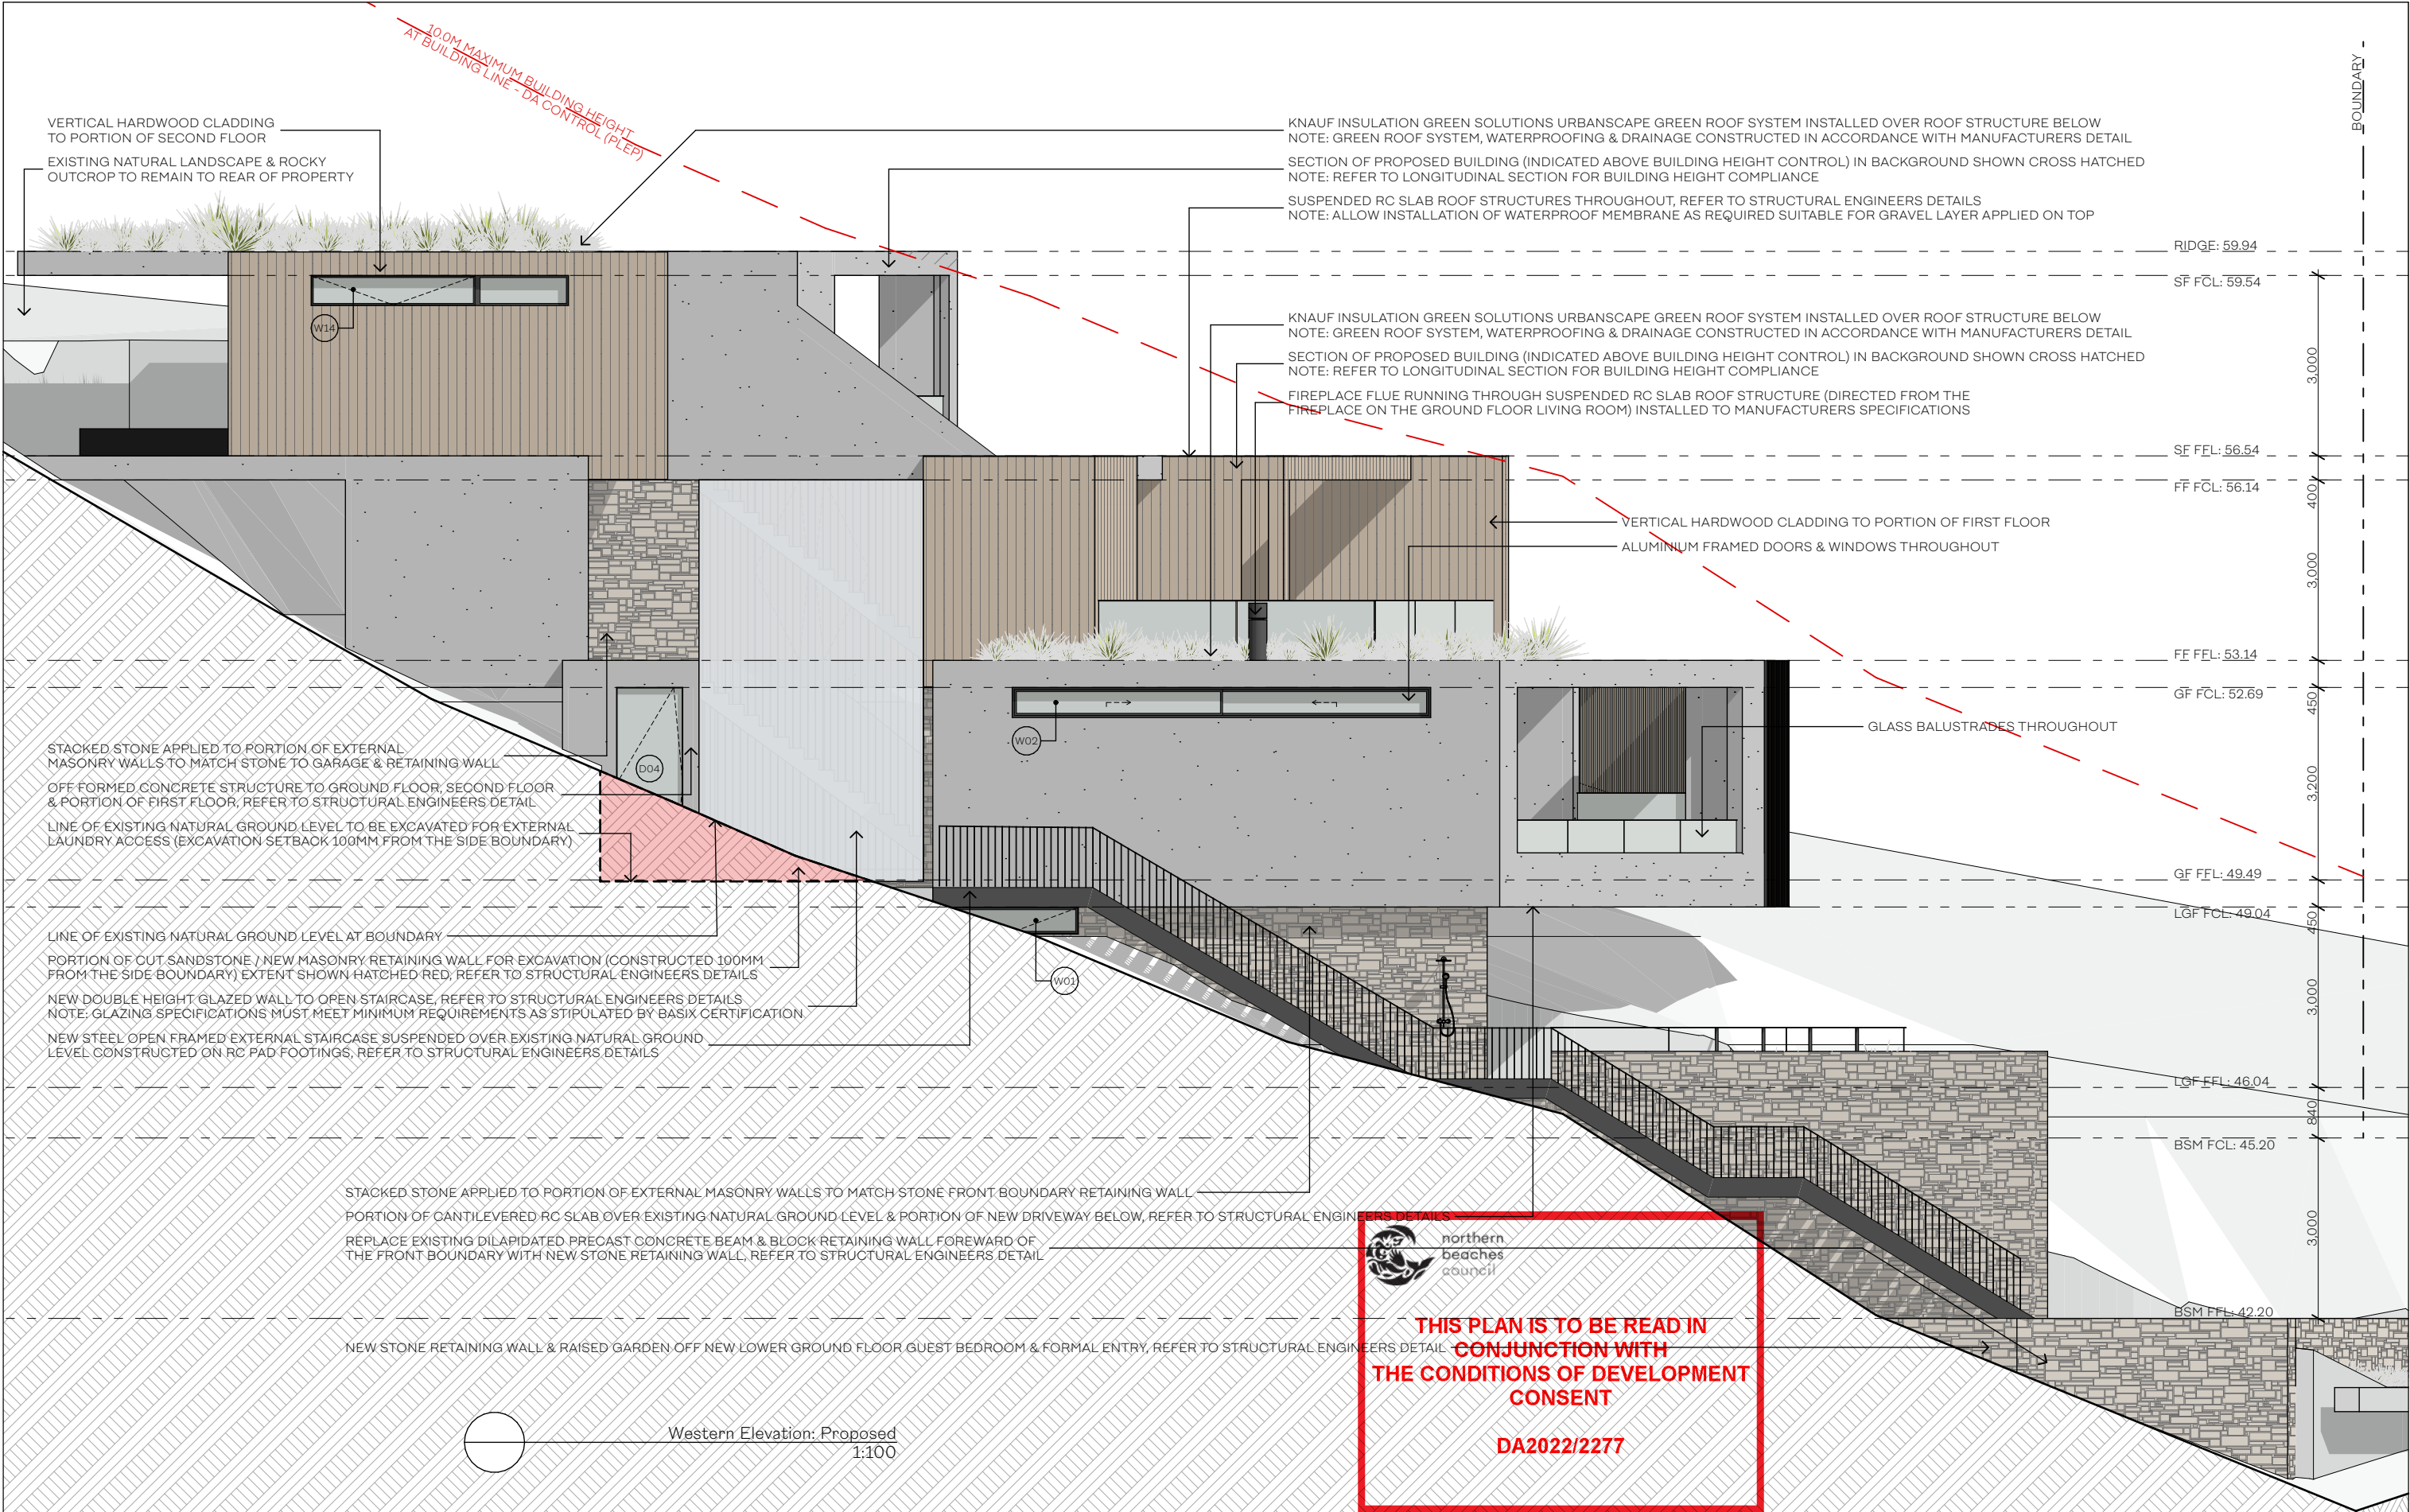 10.0M MAXIMUM BUILDING HEIGHT
AT BUILDING LINE - DA CONTROL (PLEP)
BOUNDARY
VERTICAL HARDWOOD CLADDING
TO PORTION OF SECOND FLOOR
EXISTING NATURAL LANDSCAPE & ROCKY
OUTCROP TO REMAIN TO REAR OF PROPERTY
KNAUF INSULATION GREEN SOLUTIONS URBANSCAPE GREEN ROOF SYSTEM INSTALLED OVER ROOF STRUCTURE BELOW
NOTE: GREEN ROOF SYSTEM, WATERPROOFING & DRAINAGE CONSTRUCTED IN ACCORDANCE WITH MANUFACTURERS DETAIL
SECTION OF PROPOSED BUILDING (INDICATED ABOVE BUILDING HEIGHT CONTROL) IN BACKGROUND SHOWN CROSS HATCHED
NOTE: REFER TO LONGITUDINAL SECTION FOR BUILDING HEIGHT COMPLIANCE
SUSPENDED RC SLAB ROOF STRUCTURES THROUGHOUT, REFER TO STRUCTURAL ENGINEERS DETAILS
NOTE: ALLOW INSTALLATION OF WATERPROOF MEMBRANE AS REQUIRED SUITABLE FOR GRAVEL LAYER APPLIED ON TOP
RIDGE: 59.94
SF FCL: 59.54
W14
KNAUF INSULATION GREEN SOLUTIONS URBANSCAPE GREEN ROOF SYSTEM INSTALLED OVER ROOF STRUCTURE BELOW
NOTE: GREEN ROOF SYSTEM, WATERPROOFING & DRAINAGE CONSTRUCTED IN ACCORDANCE WITH MANUFACTURERS DETAIL
SECTION OF PROPOSED BUILDING (INDICATED ABOVE BUILDING HEIGHT CONTROL) IN BACKGROUND SHOWN CROSS HATCHED
NOTE: REFER TO LONGITUDINAL SECTION FOR BUILDING HEIGHT COMPLIANCE
FIREPLACE FLUE RUNNING THROUGH SUSPENDED RC SLAB ROOF STRUCTURE (DIRECTED FROM THE
FIREPLACE ON THE GROUND FLOOR LIVING ROOM) INSTALLED TO MANUFACTURERS SPECIFICATIONS
3,000
SF FFL: 56.54
FF FCL: 56.14
400
VERTICAL HARDWOOD CLADDING TO PORTION OF FIRST FLOOR
ALUMINIUM FRAMED DOORS & WINDOWS THROUGHOUT
3,000
FF FFL: 53.14
GF FCL: 52.69
450
GLASS BALUSTRADES THROUGHOUT
W02
D04
STACKED STONE APPLIED TO PORTION OF EXTERNAL
MASONRY WALLS TO MATCH STONE TO GARAGE & RETAINING WALL
OFF FORMED CONCRETE STRUCTURE TO GROUND FLOOR, SECOND FLOOR
& PORTION OF FIRST FLOOR, REFER TO STRUCTURAL ENGINEERS DETAIL
LINE OF EXISTING NATURAL GROUND LEVEL TO BE EXCAVATED FOR EXTERNAL
LAUNDRY ACCESS (EXCAVATION SETBACK 100MM FROM THE SIDE BOUNDARY)
3,200
GF FFL: 49.49
LGF FCL: 49.04
450
LINE OF EXISTING NATURAL GROUND LEVEL AT BOUNDARY
PORTION OF CUT SANDSTONE / NEW MASONRY RETAINING WALL FOR EXCAVATION (CONSTRUCTED 100MM
FROM THE SIDE BOUNDARY) EXTENT SHOWN HATCHED RED, REFER TO STRUCTURAL ENGINEERS DETAILS
W01
NEW DOUBLE HEIGHT GLAZED WALL TO OPEN STAIRCASE, REFER TO STRUCTURAL ENGINEERS DETAILS
NOTE: GLAZING SPECIFICATIONS MUST MEET MINIMUM REQUIREMENTS AS STIPULATED BY BASIX CERTIFICATION
NEW STEEL OPEN FRAMED EXTERNAL STAIRCASE SUSPENDED OVER EXISTING NATURAL GROUND
LEVEL CONSTRUCTED ON RC PAD FOOTINGS, REFER TO STRUCTURAL ENGINEERS DETAILS
3,000
LGF FFL: 46.04
840
BSM FCL: 45.20
STACKED STONE APPLIED TO PORTION OF EXTERNAL MASONRY WALLS TO MATCH STONE FRONT BOUNDARY RETAINING WALL
PORTION OF CANTILEVERED RC SLAB OVER EXISTING NATURAL GROUND LEVEL & PORTION OF NEW DRIVEWAY BELOW, REFER TO STRUCTURAL ENGINEERS DETAILS
REPLACE EXISTING DILAPIDATED PRECAST CONCRETE BEAM & BLOCK RETAINING WALL FOREWARD OF
THE FRONT BOUNDARY WITH NEW STONE RETAINING WALL, REFER TO STRUCTURAL ENGINEERS DETAIL
3,000
BSM FFL: 42.20
NEW STONE RETAINING WALL & RAISED GARDEN OFF NEW LOWER GROUND FLOOR GUEST BEDROOM & FORMAL ENTRY, REFER TO STRUCTURAL ENGINEERS DETAIL
northern
beaches
council
THIS PLAN IS TO BE READ IN
CONJUNCTION WITH
THE CONDITIONS OF DEVELOPMENT
CONSENT
DA2022/2277
Western Elevation: Proposed
1:100